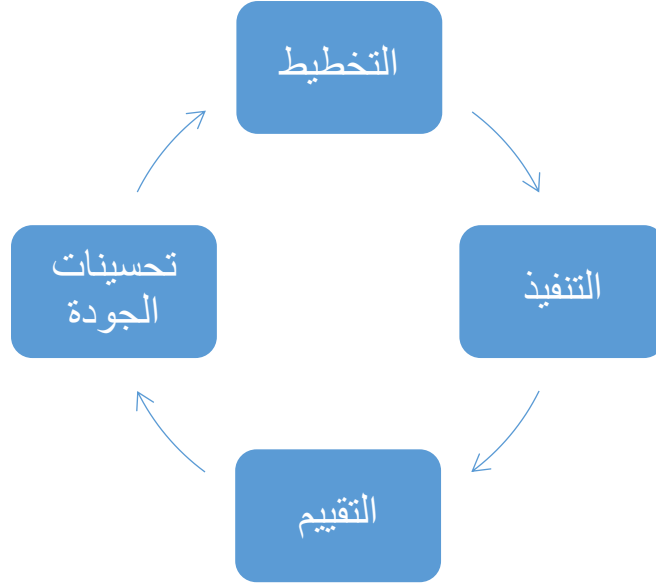 التخطيط
التنفيذ
التقييم
تحسينات
الجودة